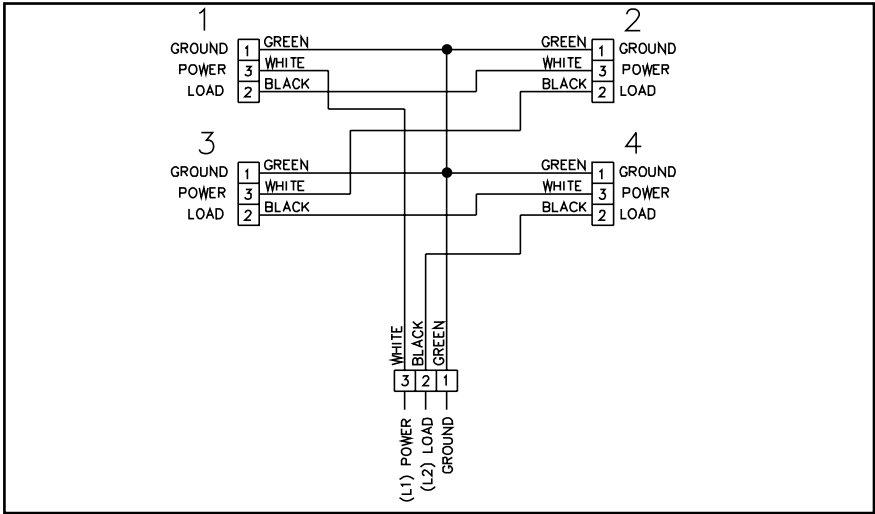 1
GROUND 1 GREEN
POWER 3 WHITE
LOAD 2 BLACK
2
GREEN 1 GROUND
WHITE 3 POWER
BLACK 2 LOAD
3
GROUND 1 GREEN
POWER 3 WHITE
LOAD 2 BLACK
4
GREEN 1 GROUND
WHITE 3 POWER
BLACK 2 LOAD
WHITE
BLACK
GREEN
3 2 1
(L1) POWER
(L2) LOAD
GROUND